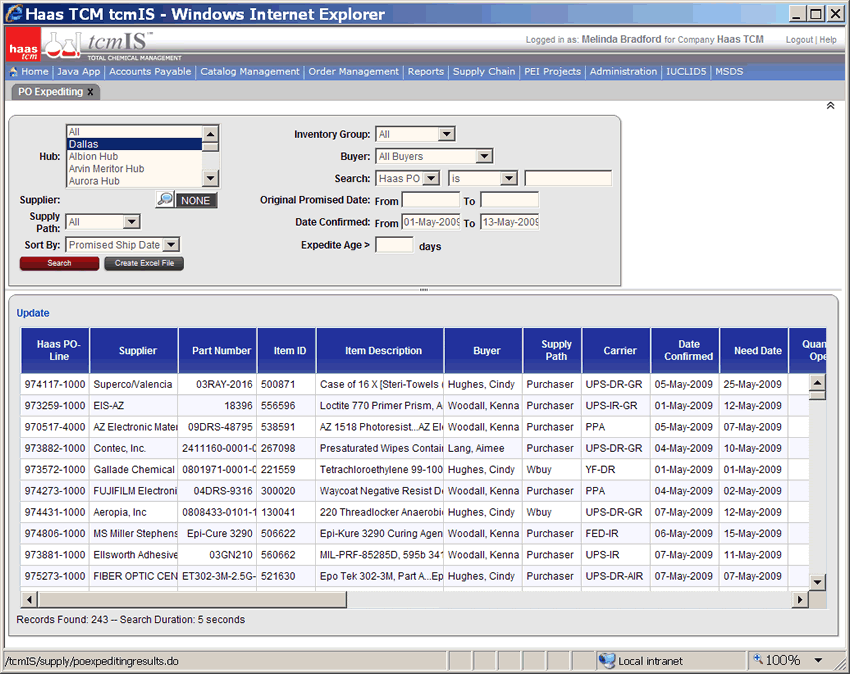 Haas TCM tcmIS - Windows Internet Explorer
haas tcm tcmIS™ TOTAL CHEMICAL MANAGEMENT
Logged in as: Melinda Bradford for Company Haas TCM Logout | Help
Home | Java App | Accounts Payable | Catalog Management | Order Management | Reports | Supply Chain | PEI Projects | Administration | IUCLID5 | MSDS
PO Expediting X
Hub: All
Dallas
Albion Hub
Arvin Meritor Hub
Aurora Hub
Supplier: NONE
Supply Path: All
Sort By: Promised Ship Date
Search Create Excel File
Inventory Group: All
Buyer: All Buyers
Search: Haas PO is
Original Promised Date: From To
Date Confirmed: From 01-May-2009 To 13-May-2009
Expedite Age > days
Update
Haas PO-Line Supplier Part Number Item ID Item Description Buyer Supply Path Carrier Date Confirmed Need Date Quan Ope
974117-1000 Superco/Valencia 03RAY-2016 500871 Case of 16 X [Steri-Towels ( Hughes, Cindy Purchaser UPS-DR-GR 05-May-2009 25-May-2009
973259-1000 EIS-AZ 18396 556596 Loctite 770 Primer Prism, A Woodall, Kenna Purchaser UPS-IR-GR 01-May-2009 12-May-2009
970517-4000 AZ Electronic Mater 09DRS-48795 538591 AZ 1518 Photoresist...AZ El Woodall, Kenna Purchaser PPA 05-May-2009 07-May-2009
973882-1000 Contec, Inc. 2411160-0001-0 267098 Presaturated Wipes Contain Lang, Aimee Purchaser UPS-DR-GR 04-May-2009 10-May-2009
973572-1000 Gallade Chemical 0801971-0001-0 221559 Tetrachloroethylene 99-100 Hughes, Cindy Wbuy YF-DR 01-May-2009 01-May-2009
974273-1000 FUJIFILM Electroni 04DRS-9316 300020 Waycoat Negative Resist D Woodall, Kenna Purchaser PPA 04-May-2009 02-May-2009
974431-1000 Aeropia, Inc 0808433-0101-1 130041 220 Threadlocker Anaerobi Hughes, Cindy Wbuy UPS-DR-GR 07-May-2009 12-May-2009
974806-1000 MS Miller Stephens Epi-Cure 3290 506622 Epi-Kure 3290 Curing Agen Woodall, Kenna Purchaser FED-IR 06-May-2009 15-May-2009
973881-1000 Ellsworth Adhesive 03GN210 560662 MIL-PRF-85285D, 595b 341 Woodall, Kenna Purchaser UPS-IR 07-May-2009 11-May-2009
975273-1000 FIBER OPTIC CEN ET302-3M-2.5G- 521630 Epo Tek 302-3M, Part A...Ep Hughes, Cindy Purchaser UPS-DR-AIR 07-May-2009 07-May-2009
Records Found: 243 -- Search Duration: 5 seconds
/tcmIS/supply/poexpeditingresults.do Local intranet 100%